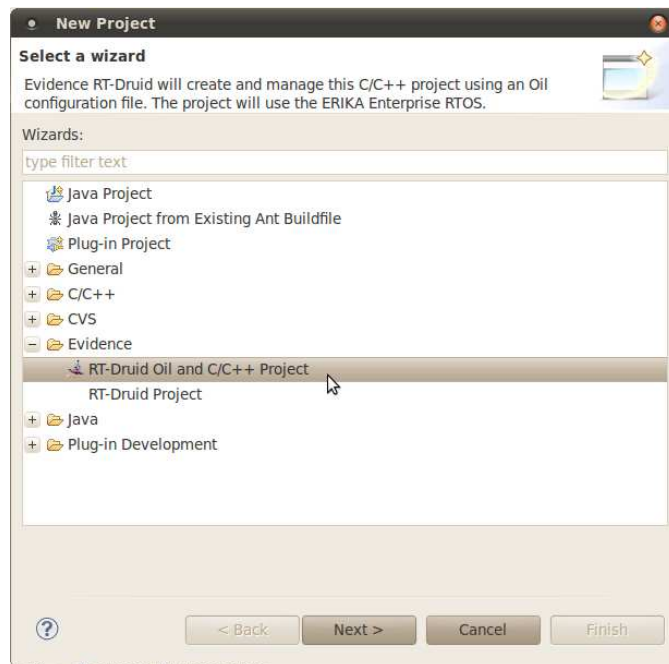 New Project
Select a wizard
Evidence RT-Druid will create and manage this C/C++ project using an Oil
configuration file. The project will use the ERIKA Enterprise RTOS.
Wizards:
type filter text
Java Project
Java Project from Existing Ant Buildfile
Plug-in Project
General
C/C++
CVS
Evidence
RT-Druid Oil and C/C++ Project
RT-Druid Project
Java
Plug-in Development
< Back
Next >
Cancel
Finish